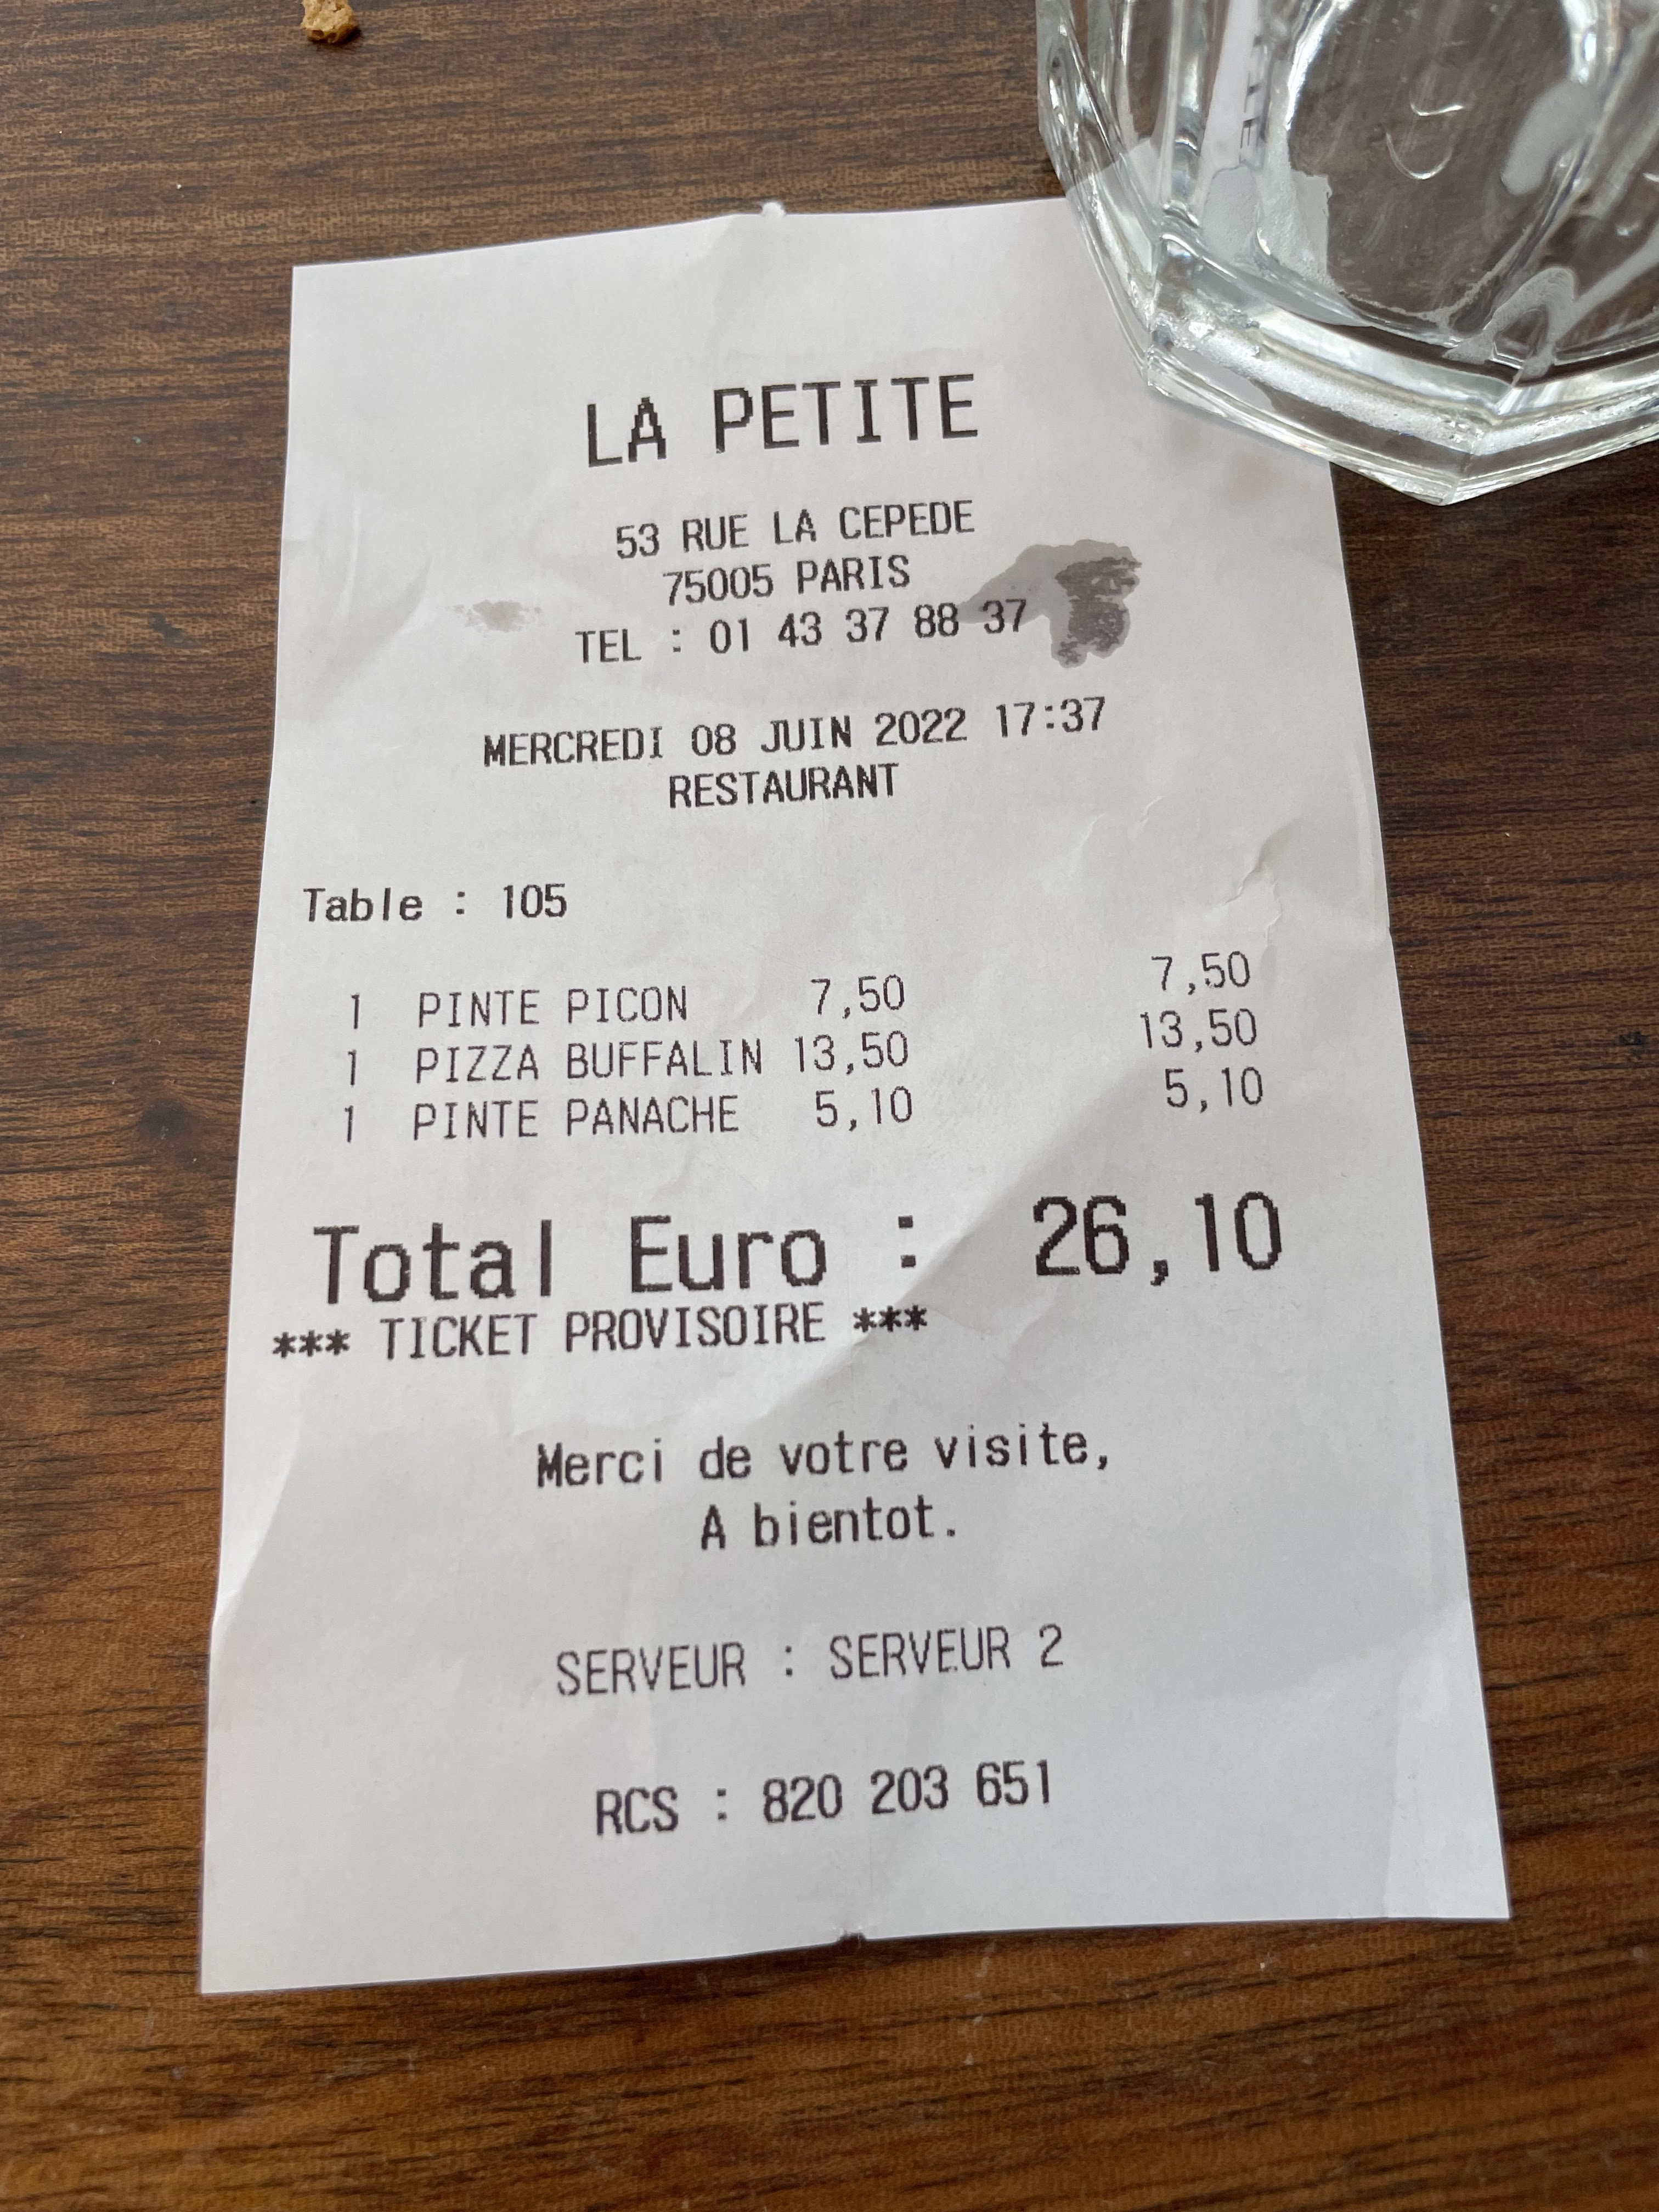 LA PETITE
53 RUE LA CEPEDE
75005 PARIS
TEL : 01 43 37 88 37
MERCREDI 08 JUIN 2022 17:37
RESTAURANT
Table : 105
1 PINTE PICON 7,50 7,50
1 PIZZA BUFFALIN 13,50 13,50
1 PINTE PANACHE 5,10 5,10
Total Euro : 26,10
*** TICKET PROVISOIRE ***
Merci de votre visite,
A bientot.
SERVEUR : SERVEUR 2
RCS : 820 203 651